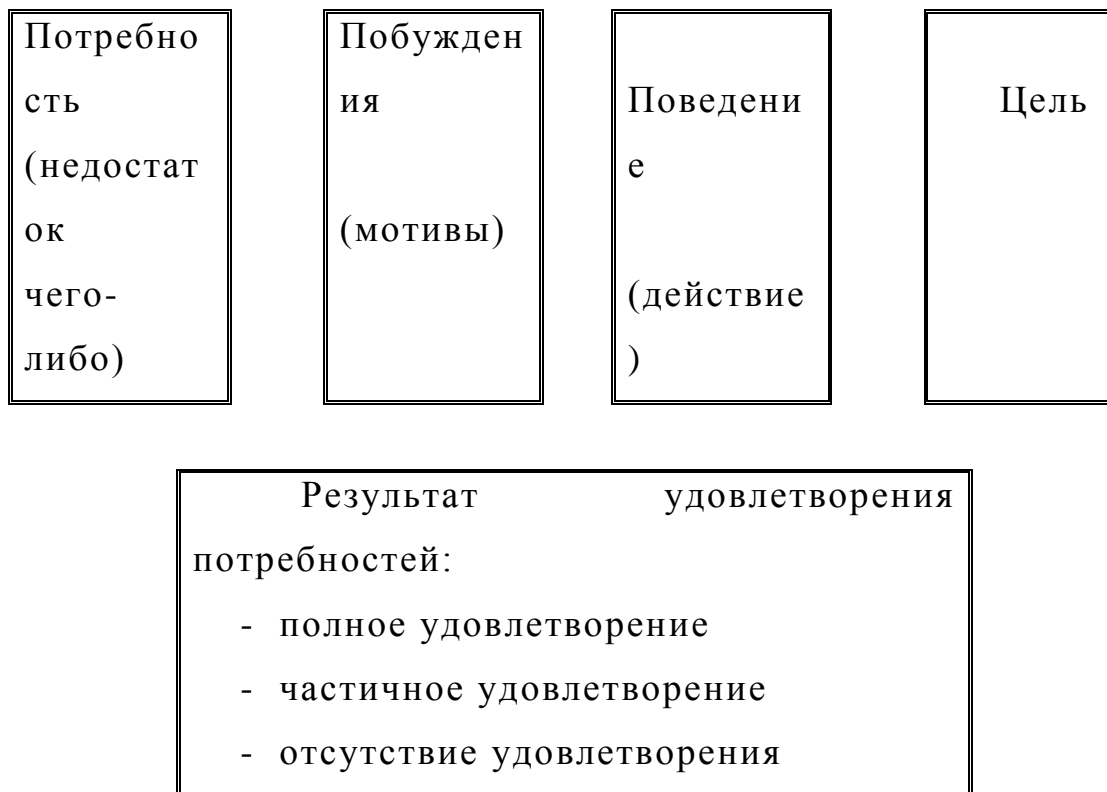 Потребно
сть
(недостат
ок
чего-
либо)
Побужден
ия
(мотивы)
Поведени
е
(действие
)
Цель
Результат удовлетворения
потребностей:
- полное удовлетворение
- частичное удовлетворение
- отсутствие удовлетворения